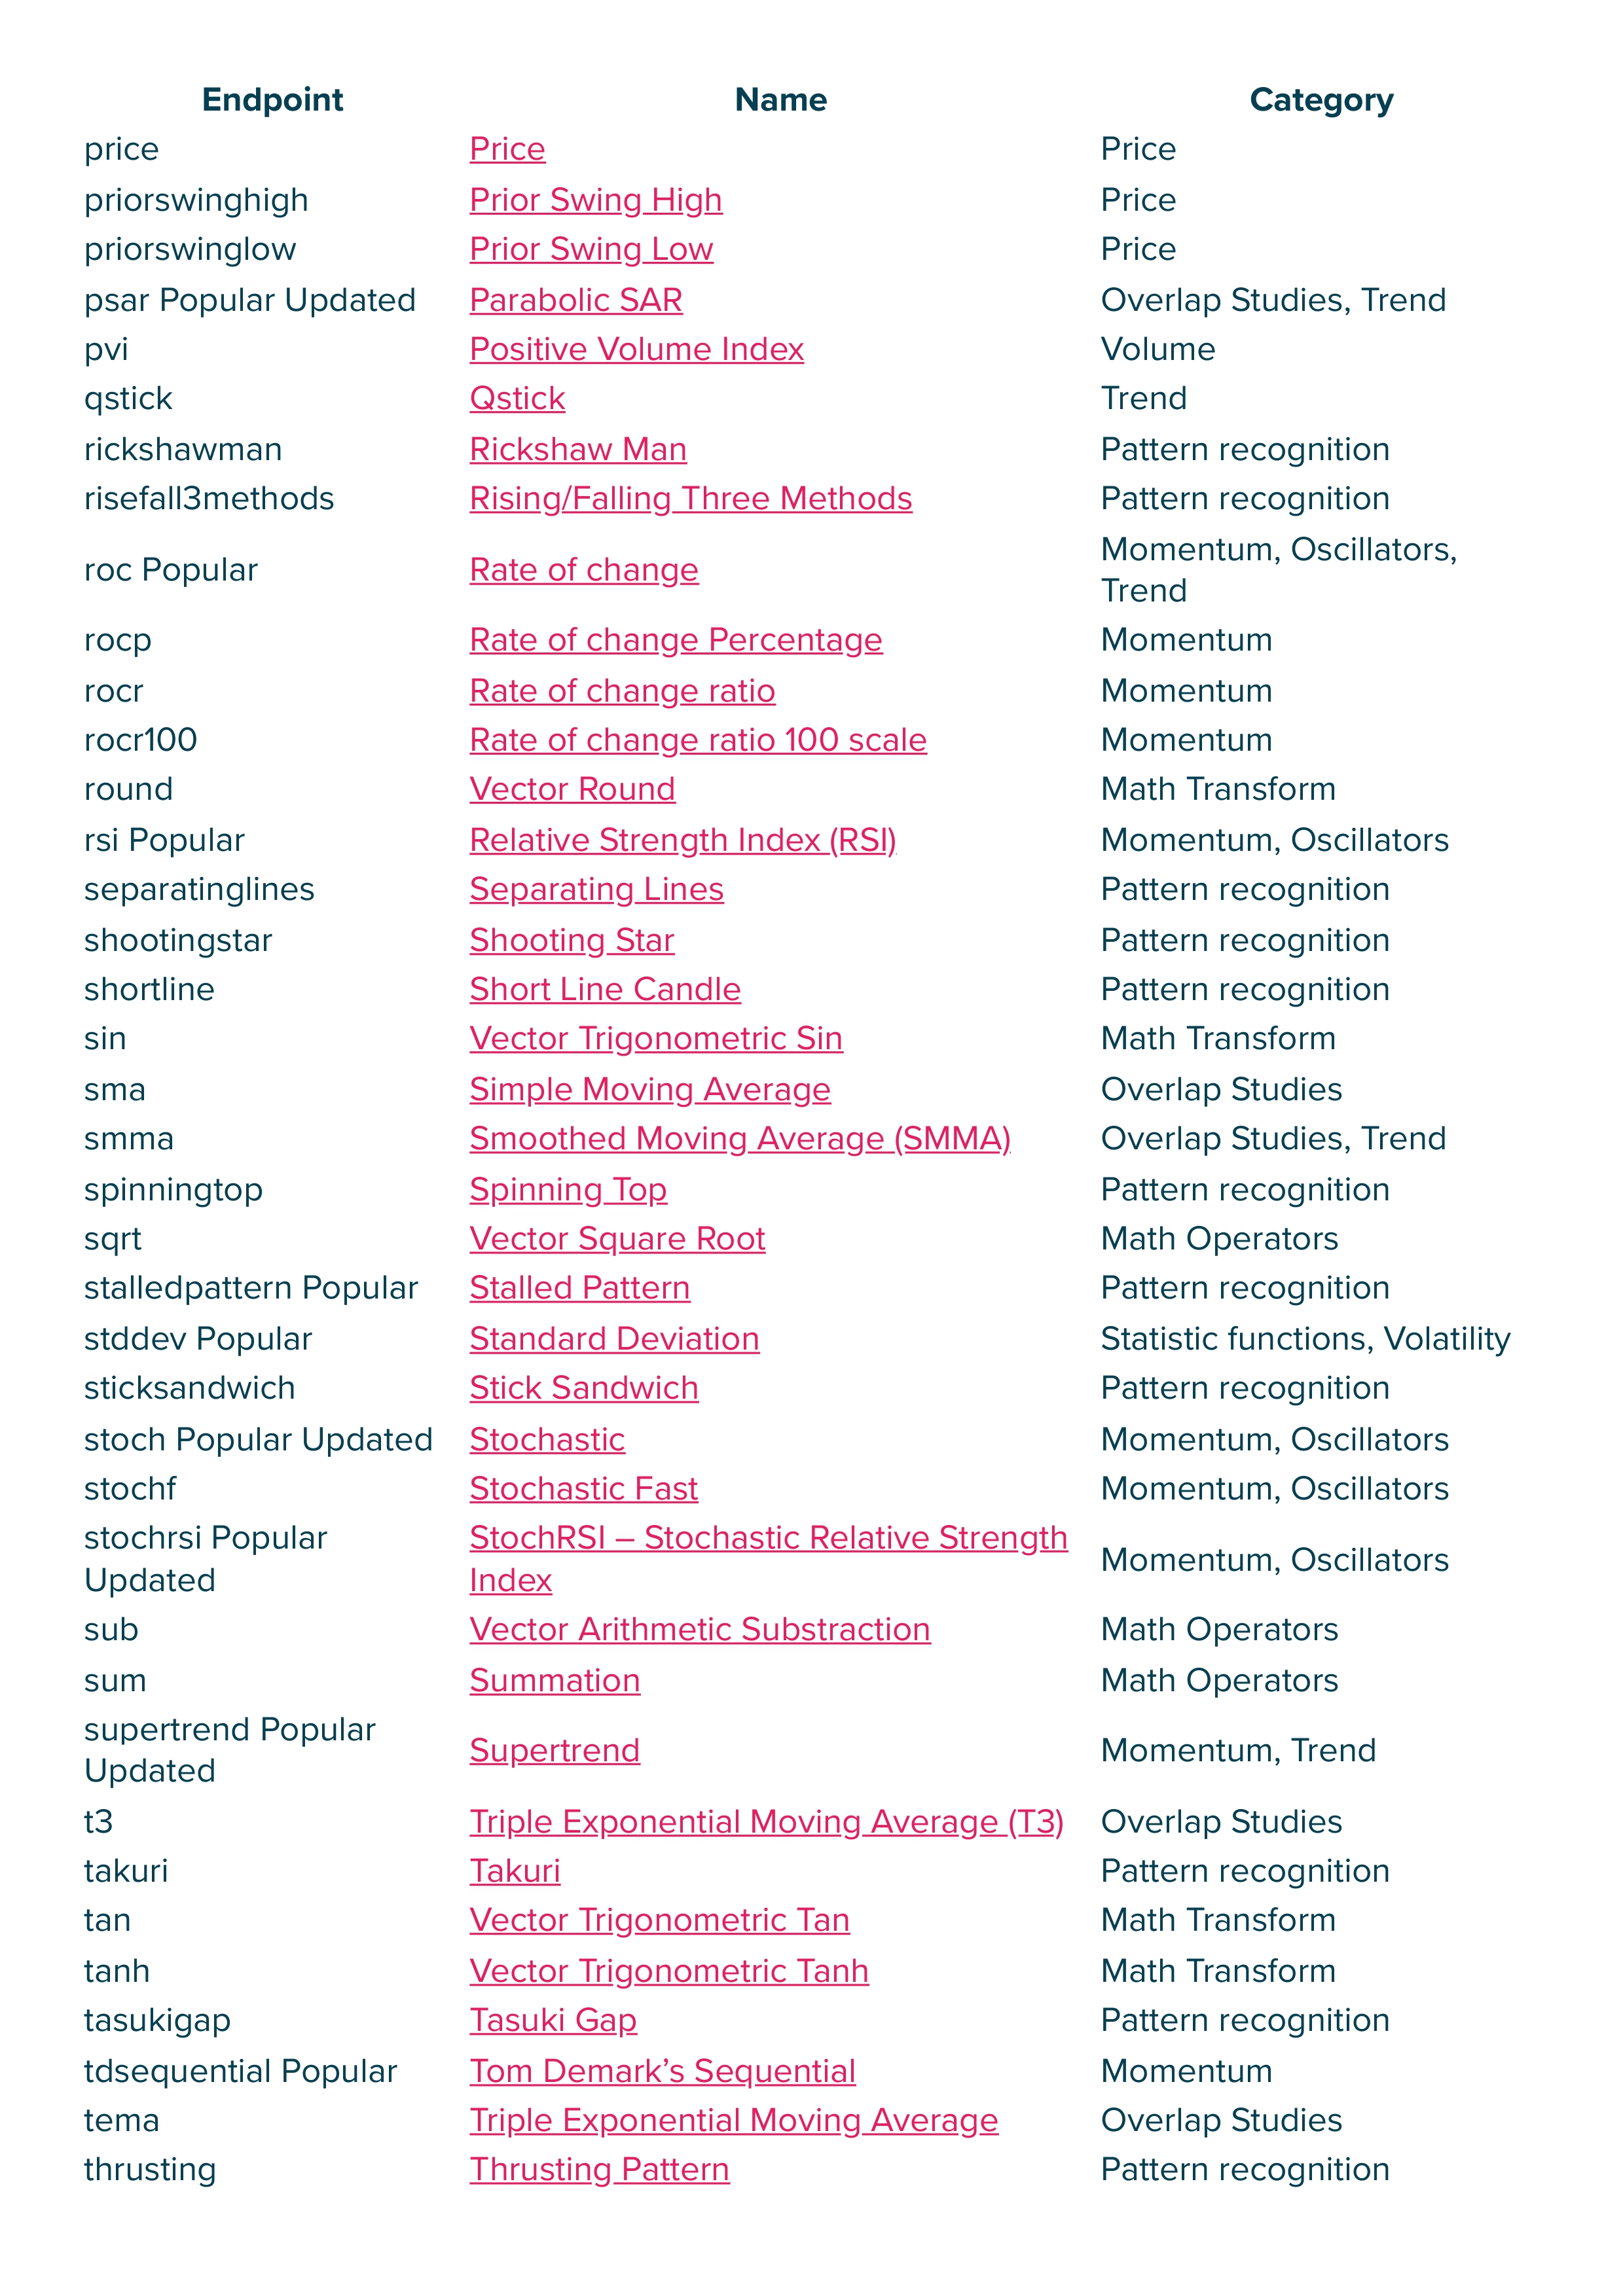 Endpoint Name Category
price Price Price
priorswinghigh Prior Swing High Price
priorswinglow Prior Swing Low Price
psar Popular Updated Parabolic SAR Overlap Studies, Trend
pvi Positive Volume Index Volume
qstick Qstick Trend
rickshawman Rickshaw Man Pattern recognition
risefall3methods Rising/Falling Three Methods Pattern recognition
roc Popular Rate of change Momentum, Oscillators,
Trend
rocp Rate of change Percentage Momentum
rocr Rate of change ratio Momentum
rocr100 Rate of change ratio 100 scale Momentum
round Vector Round Math Transform
rsi Popular Relative Strength Index (RSI) Momentum, Oscillators
separatinglines Separating Lines Pattern recognition
shootingstar Shooting Star Pattern recognition
shortline Short Line Candle Pattern recognition
sin Vector Trigonometric Sin Math Transform
sma Simple Moving Average Overlap Studies
smma Smoothed Moving Average (SMMA) Overlap Studies, Trend
spinningtop Spinning Top Pattern recognition
sqrt Vector Square Root Math Operators
stalledpattern Popular Stalled Pattern Pattern recognition
stddev Popular Standard Deviation Statistic functions, Volatility
sticksandwich Stick Sandwich Pattern recognition
stoch Popular Updated Stochastic Momentum, Oscillators
stochf Stochastic Fast Momentum, Oscillators
stochrsi Popular StochRSI – Stochastic Relative Strength Momentum, Oscillators
Updated Index
sub Vector Arithmetic Substraction Math Operators
sum Summation Math Operators
supertrend Popular Supertrend Momentum, Trend
Updated
t3 Triple Exponential Moving Average (T3) Overlap Studies
takuri Takuri Pattern recognition
tan Vector Trigonometric Tan Math Transform
tanh Vector Trigonometric Tanh Math Transform
tasukigap Tasuki Gap Pattern recognition
tdsequential Popular Tom Demark’s Sequential Momentum
tema Triple Exponential Moving Average Overlap Studies
thrusting Thrusting Pattern Pattern recognition